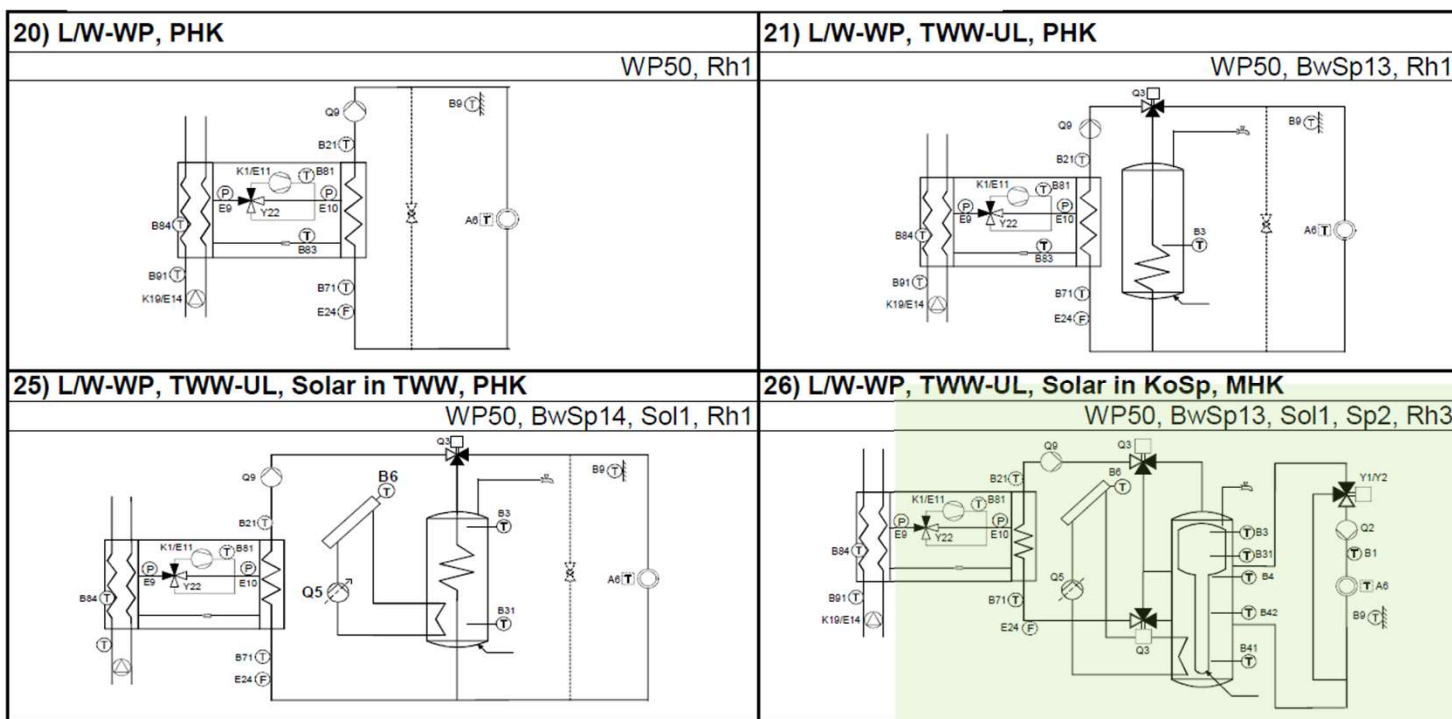 20) L/W-WP, PHK
WP50, Rh1
Q9
B9 T
B21 T
K1/E11
T B81
P
P
E9
Y22
E10
B84 T
T
B83
A6 T
B91 T
K19/E14
B71 T
E24 F
21) L/W-WP, TWW-UL, PHK
WP50, BwSp13, Rh1
Q3
Q9
B9 T
B21 T
K1/E11
T B81
P
P
E9
Y22
E10
B84 T
T
B83
B3
T
A6 T
B91 T
K19/E14
B71 T
E24 F
25) L/W-WP, TWW-UL, Solar in TWW, PHK
WP50, BwSp14, Sol1, Rh1
Q3
Q9
B9 T
B6
T
B21 T
B3
T
K1/E11
T B81
P
P
E9
Y22
E10
B84 T
Q5
A6 T
B31
T
T
B71 T
E24 F
26) L/W-WP, TWW-UL, Solar in KoSp, MHK
WP50, BwSp13, Sol1, Sp2, Rh3
Q3
Q9
B6
T
B21 T
Y1/Y2
K1/E11
T B81
P
P
E9
Y22
E10
T B3
Q2
T B31
T B1
B84 T
T B4
Q5
T A6
B91 T
B71 T
T B42
B9 T
K19/E14
E24 F
Q3
B41
T